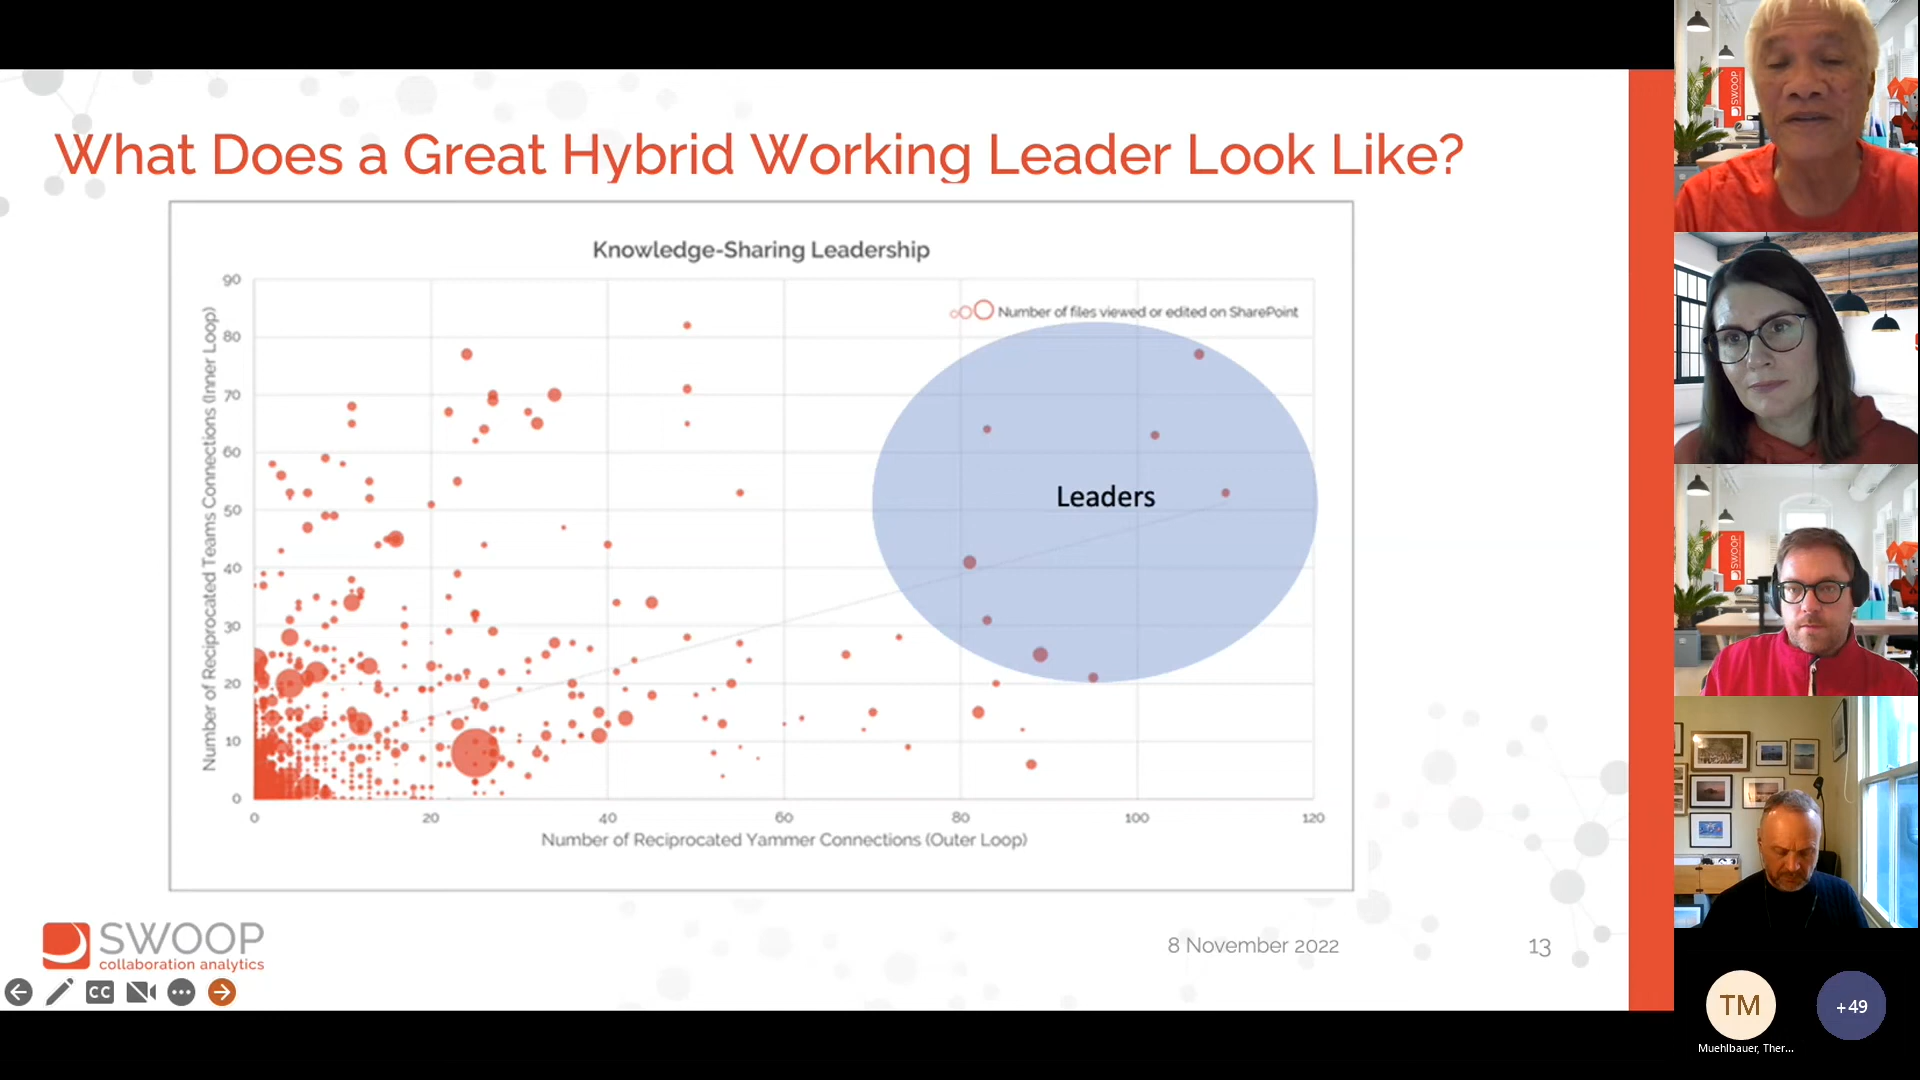 What Does a Great Hybrid Working Leader Look Like?
Knowledge-Sharing Leadership
Number of files viewed or edited on SharePoint
Number of Reciprocated Teams Connections (Inner Loop)
90
80
70
60
50
40
30
20
10
0
Leaders
0 20 40 60 80 100 120
Number of Reciprocated Yammer Connections (Outer Loop)
SWOOP
collaboration analytics
8 November 2022
13
CC
SWOOP
SWOOP
TM
+49
Muehlbauer, Ther...